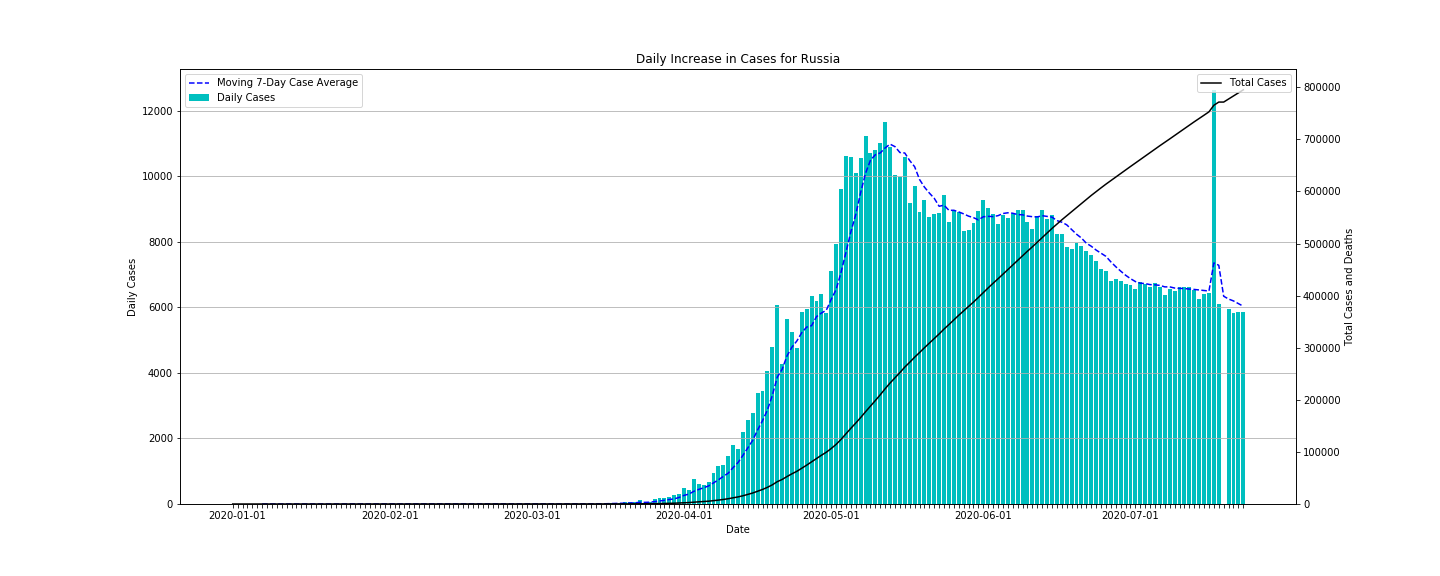 Daily Increase in Cases for Russia
Moving 7-Day Case Average
Daily Cases
Total Cases
12000
10000
8000
6000
4000
2000
0
Daily Cases
800000
700000
600000
500000
400000
300000
200000
100000
0
Total Cases and Deaths
2020-01-01 2020-02-01 2020-03-01 2020-04-01 2020-05-01 2020-06-01 2020-07-01
Date